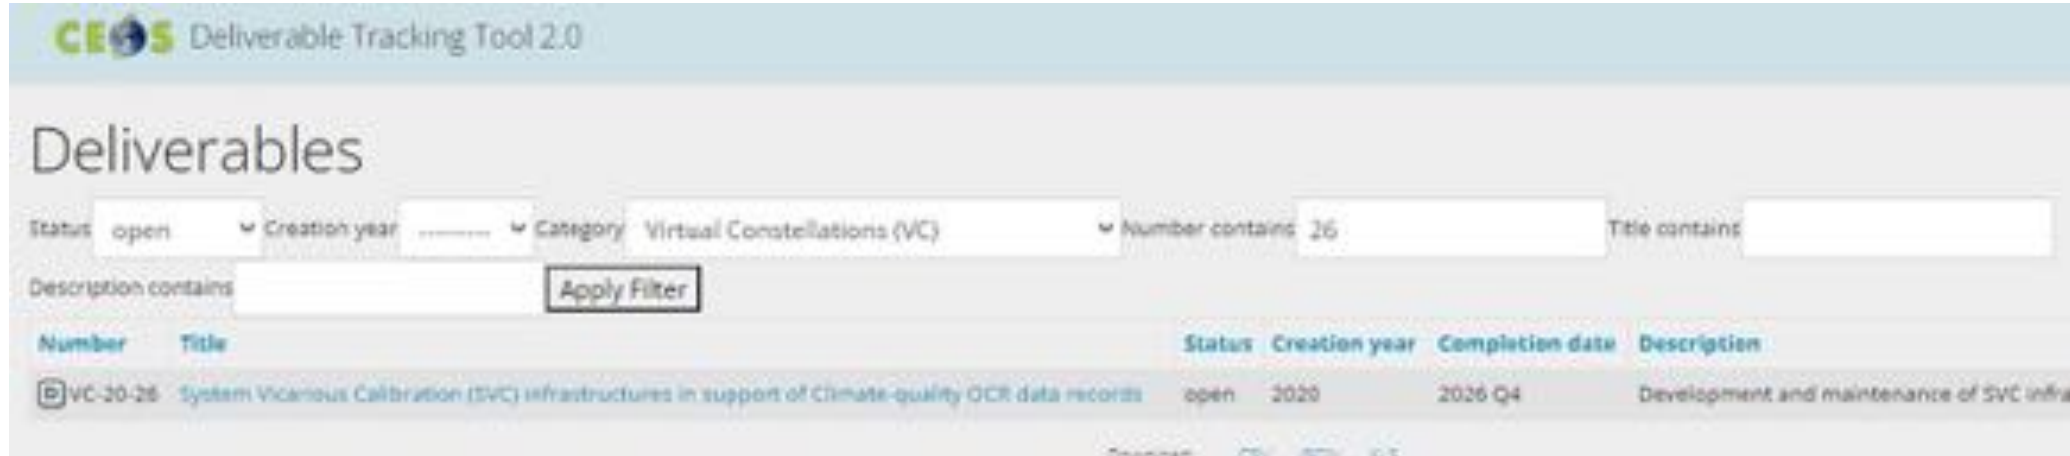 CEOS Deliverable Tracking Tool 2.0
Deliverables
Status open Creation year ---------- Category Virtual Constellations (VC) Number contains 26 Title contains
Description contains Apply Filter
Number Title Status Creation year Completion date Description
VC-20-26 System Vicarious Calibration (SVC) infrastructures in support of Climate-quality OCR data records open 2020 2026 Q4 Development and maintenance of SVC infra